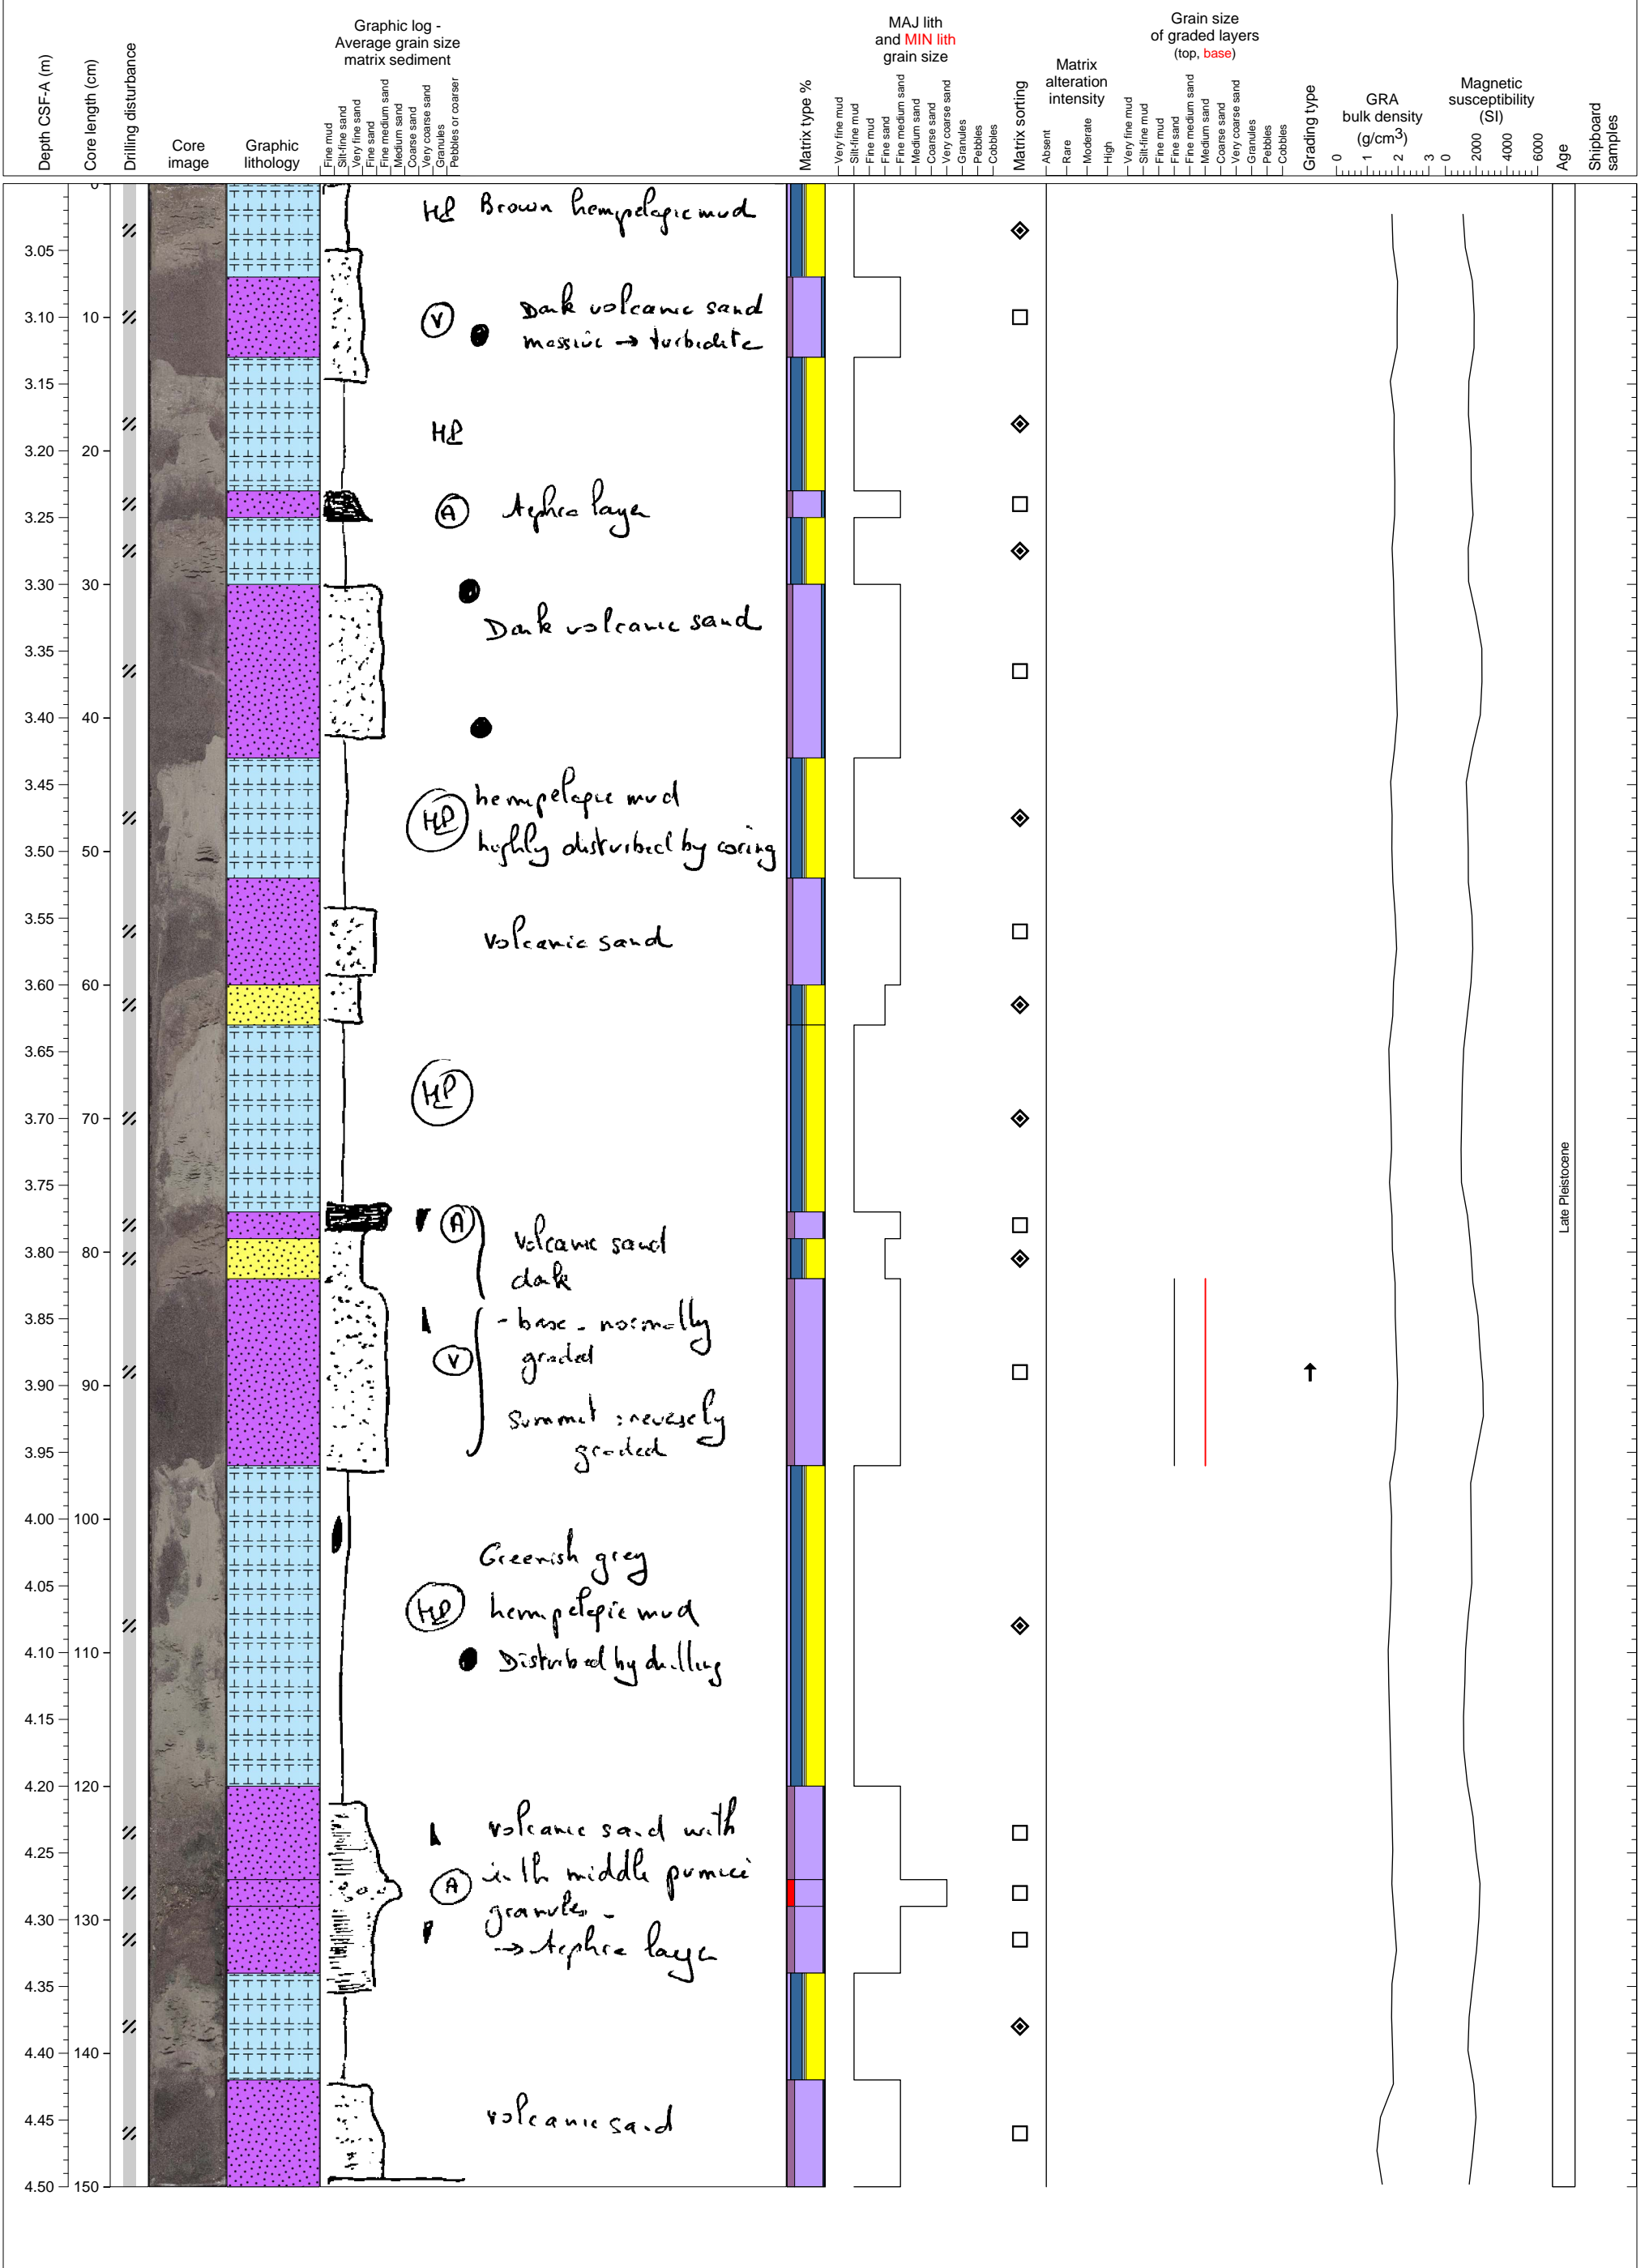 Depth CSF-A (m)
Core length (cm)
Drilling disturbance
Core
image
Graphic
lithology
Graphic log -
Average grain size
matrix sediment
Fine mud
Silt-fine sand
Very fine sand
Fine sand
Fine medium sand
Medium sand
Coarse sand
Very coarse sand
Granules
Pebbles or coarser
Matrix type %
MAJ lith
and MIN lith
grain size
Very fine mud
Silt-fine mud
Fine mud
Fine sand
Fine medium sand
Medium sand
Coarse sand
Very coarse sand
Granules
Pebbles
Cobbles
Matrix sorting
Matrix
alteration
intensity
Absent
Rare
Moderate
High
Grain size
of graded layers
(top, base)
Very fine mud
Silt-fine mud
Fine mud
Fine sand
Fine medium sand
Medium sand
Coarse sand
Very coarse sand
Granules
Pebbles
Cobbles
Grading type
GRA
bulk density
(g/cm3)
0 1 2 3
Magnetic
susceptibility
(SI)
0 2000 4000 6000
Age
Shipboard
samples
0
HP Brown hempelagic mud
3.05
3.10 10
V Dark volcanic sand
massive → turbidite
3.15
3.20 20
HP
3.25
A tephra layer
3.30 30
Dark volcanic sand
3.35
3.40 40
3.45
HP hemipelagic mud
highly disturbed by coring
3.50 50
3.55
volcanic sand
3.60 60
3.65
HP
3.70 70
3.75
Late Pleistocene
A
3.80 80
Volcanic sand
dark
3.85
- base - normally
graded
V
3.90 90
Summit : reversely
graded
3.95
4.00 100
Greenish grey
4.05
HP hemipelagic mud
4.10 110
Disturbed by drilling
4.15
4.20 120
volcanic sand with
4.25
A in th middle pumice
granules -
4.30 130
→ tephra layer
4.35
4.40 140
4.45
volcanic sand
4.50 150